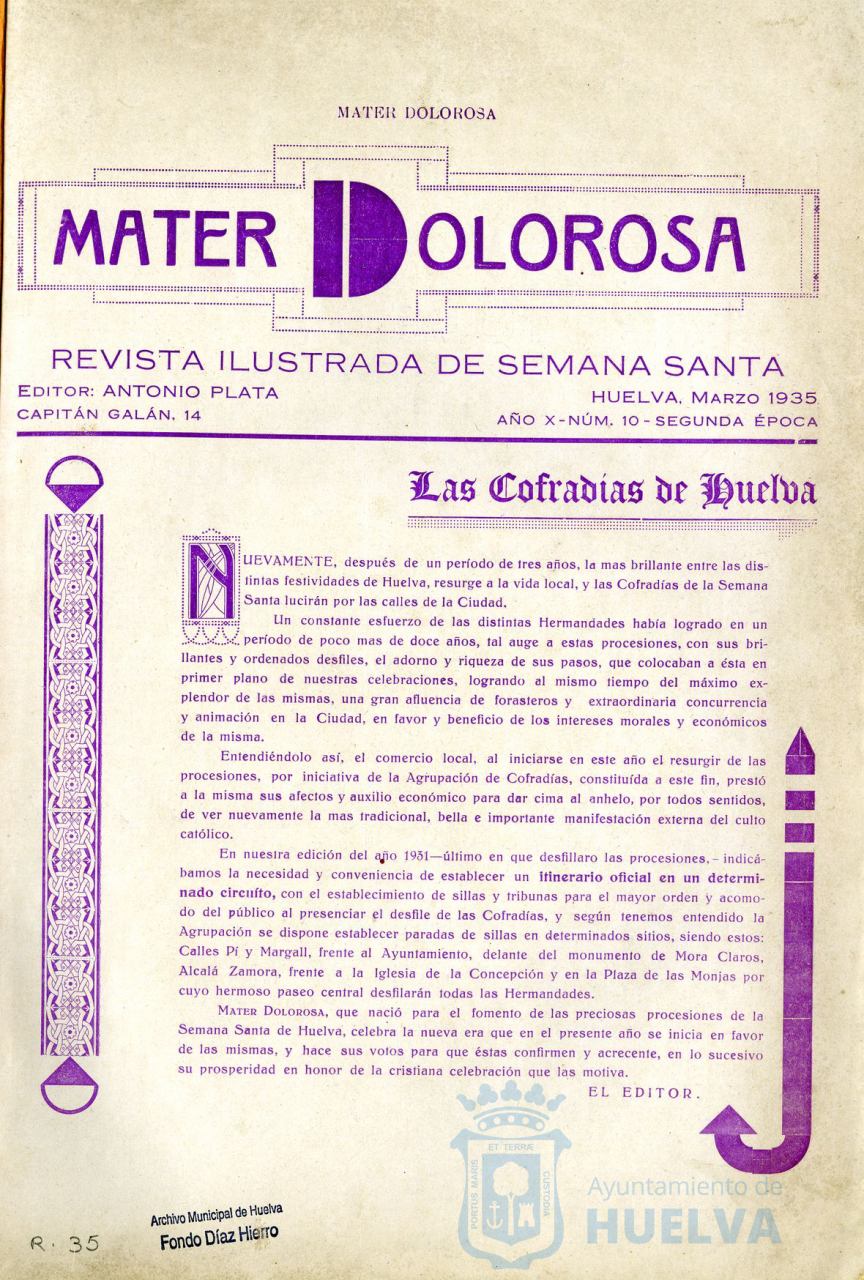 MATER DOLOROSA
MATER DOLOROSA
REVISTA ILUSTRADA DE SEMANA SANTA
EDITOR: ANTONIO PLATA
CAPITÁN GALÁN, 14
HUELVA, MARZO 1935
AÑO X-NÚM. 10-SEGUNDA ÉPOCA
Las Cofradías de Huelva
NUEVAMENTE, después de un período de tres años, la mas brillante entre las dis-
tintas festividades de Huelva, resurge a la vida local, y las Cofradías de la Semana
Santa lucirán por las calles de la Ciudad.
Un constante esfuerzo de las distintas Hermandades había logrado en un
período de poco mas de doce años, tal auge a estas procesiones, con sus bri-
llantes y ordenados desfiles, el adorno y riqueza de sus pasos, que colocaban a ésta en
primer plano de nuestras celebraciones, logrando al mismo tiempo del máximo ex-
plendor de las mismas, una gran afluencia de forasteros y extraordinaria concurrencia
y animación en la Ciudad, en favor y beneficio de los intereses morales y económicos
de la misma.
Entendiéndolo así, el comercio local, al iniciarse en este año el resurgir de las
procesiones, por iniciativa de la Agrupación de Cofradías, constituída a este fin, prestó
a la misma sus afectos y auxilio económico para dar cima al anhelo, por todos sentidos,
de ver nuevamente la mas tradicional, bella e importante manifestación externa del culto
católico.
En nuestra edición del año 1931—último en que desfillaro las procesiones,– indicá-
bamos la necesidad y conveniencia de establecer un itinerario oficial en un determi-
nado circuíto, con el establecimiento de sillas y tribunas para el mayor orden y acomo-
do del público al presenciar el desfile de las Cofradías, y según tenemos entendido la
Agrupación se dispone establecer paradas de sillas en determinados sitios, siendo estos:
Calles Pí y Margall, frente al Ayuntamiento, delante del monumento de Mora Claros,
Alcalá Zamora, frente a la Iglesia de la Concepción y en la Plaza de las Monjas por
cuyo hermoso paseo central desfilarán todas las Hermandades.
MATER DOLOROSA, que nació para el fomento de las preciosas procesiones de la
Semana Santa de Huelva, celebra la nueva era que en el presente año se inicia en favor
de las mismas, y hace sus votos para que éstas confirmen y acrecente, en lo sucesivo
su prosperidad en honor de la cristiana celebración que las motiva.
EL EDITOR.
PORTUS MARIS
ET TERRÆ
CUSTODIA
Ayuntamiento de
HUELVA
Archivo Municipal de Huelva
Fondo Díaz Hierro
R. 35